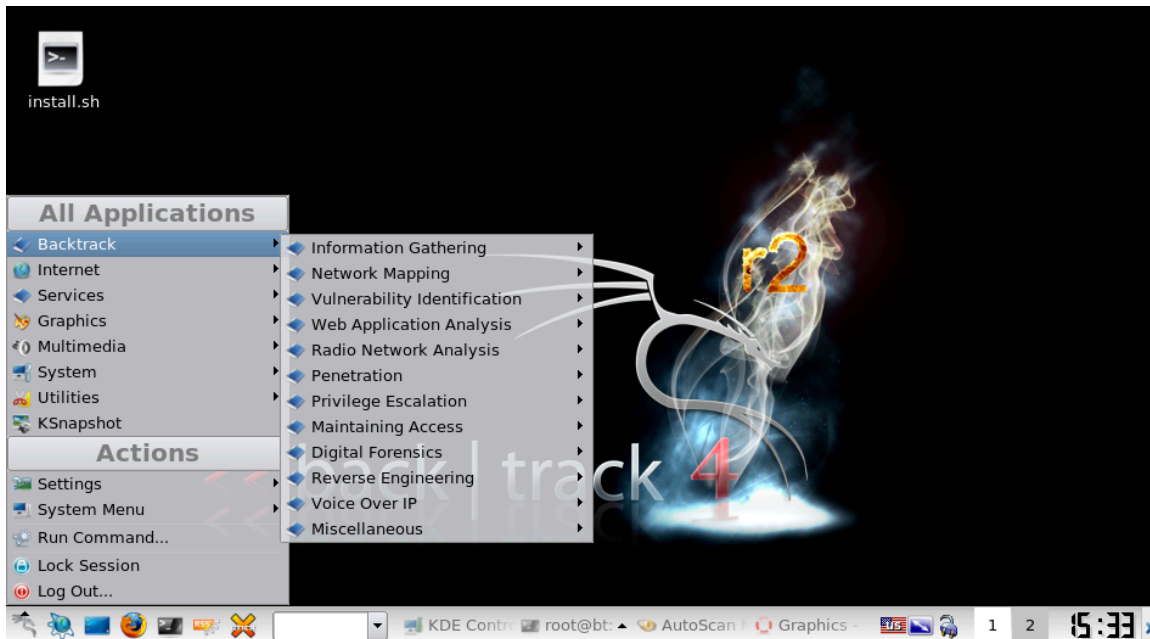 install.sh
All Applications
Backtrack
Internet
Services
Graphics
Multimedia
System
Utilities
KSnapshot
Actions
Settings
System Menu
Run Command...
Lock Session
Log Out...
Information Gathering
Network Mapping
Vulnerability Identification
Web Application Analysis
Radio Network Analysis
Penetration
Privilege Escalation
Maintaining Access
Digital Forensics
Reverse Engineering
Voice Over IP
Miscellaneous
r2
<< back | track 4
KDE Contr
root@bt:
AutoScan
Graphics -
us
1
2
15:33